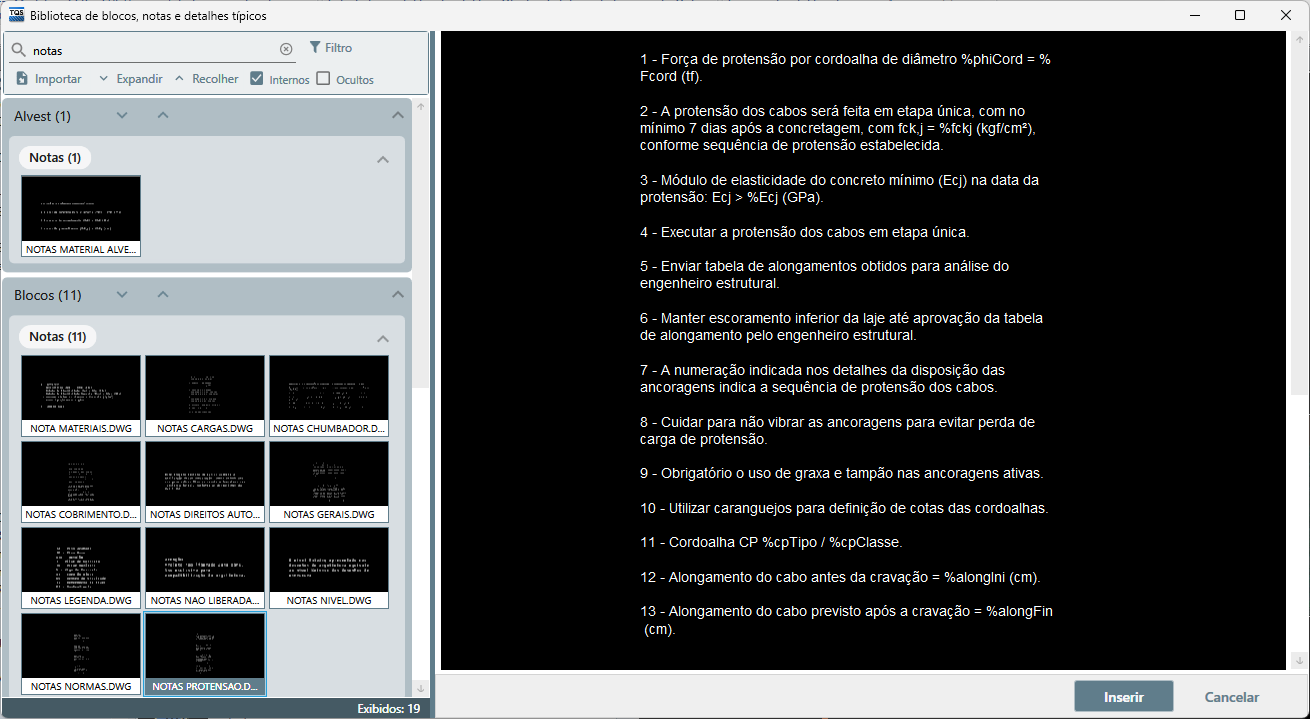 TQS Biblioteca de blocos, notas e detalhes típicos
notas
Filtro
Importar Expandir Recolher Internos Ocultos
Alvest (1)
Notas (1)
NOTAS MATERIAL ALVE...
Blocos (11)
Notas (11)
NOTA MATERIAIS.DWG NOTAS CARGAS.DWG NOTAS CHUMBADOR.D...
NOTAS COBRIMENTO.D... NOTAS DIREITOS AUTO... NOTAS GERAIS.DWG
NOTAS LEGENDA.DWG NOTAS NAO LIBERADA... NOTAS NIVEL.DWG
NOTAS NORMAS.DWG NOTAS PROTENSAO.D...
Exibidos: 19
1 - Força de protensão por cordoalha de diâmetro %phiCord = %
Fcord (tf).
2 - A protensão dos cabos será feita em etapa única, com no
mínimo 7 dias após a concretagem, com fck,j = %fckj (kgf/cm²),
conforme sequência de protensão estabelecida.
3 - Módulo de elasticidade do concreto mínimo (Ecj) na data da
protensão: Ecj > %Ecj (GPa).
4 - Executar a protensão dos cabos em etapa única.
5 - Enviar tabela de alongamentos obtidos para análise do
engenheiro estrutural.
6 - Manter escoramento inferior da laje até aprovação da tabela
de alongamento pelo engenheiro estrutural.
7 - A numeração indicada nos detalhes da disposição das
ancoragens indica a sequência de protensão dos cabos.
8 - Cuidar para não vibrar as ancoragens para evitar perda de
carga de protensão.
9 - Obrigatório o uso de graxa e tampão nas ancoragens ativas.
10 - Utilizar caranguejos para definição de cotas das cordoalhas.
11 - Cordoalha CP %cpTipo / %cpClasse.
12 - Alongamento do cabo antes da cravação = %alongIni (cm).
13 - Alongamento do cabo previsto após a cravação = %alongFin
(cm).
Inserir Cancelar